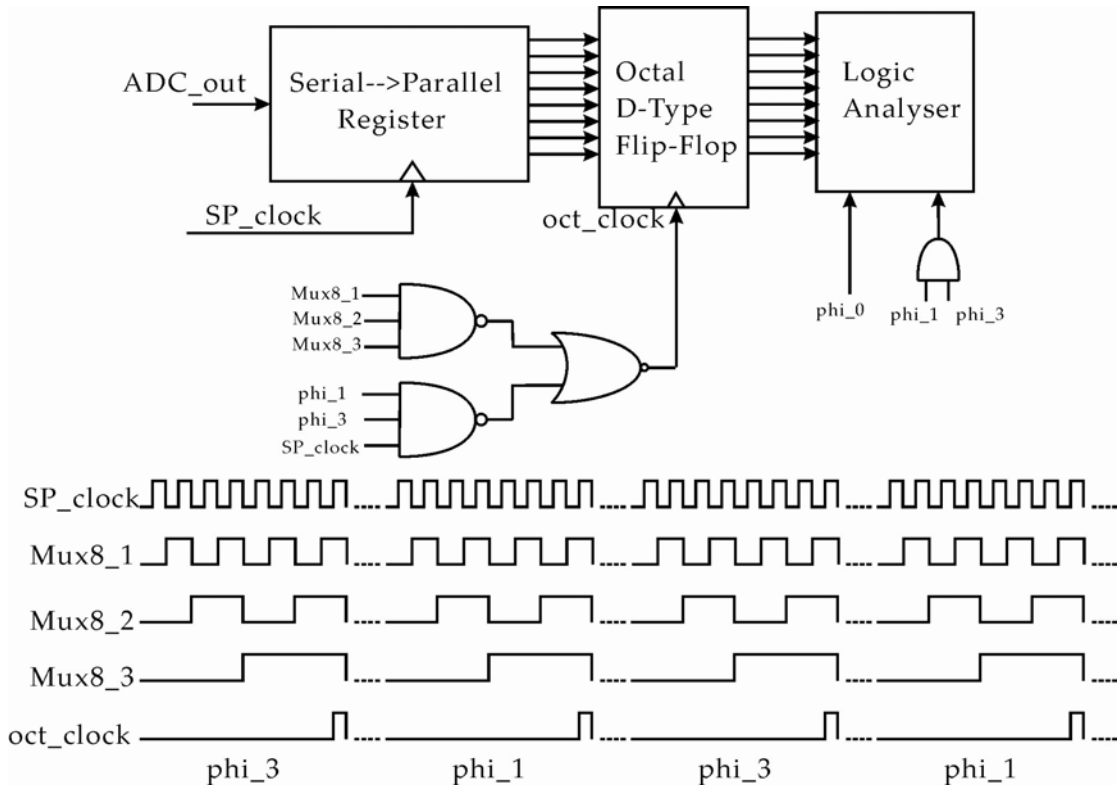 ADC_out
Serial-->Parallel
Register
SP_clock
Octal
D-Type
Flip-Flop
oct_clock
Logic
Analyser
phi_0
phi_1
phi_3
Mux8_1
Mux8_2
Mux8_3
phi_1
phi_3
SP_clock
SP_clock
Mux8_1
Mux8_2
Mux8_3
oct_clock
phi_3 phi_1 phi_3 phi_1